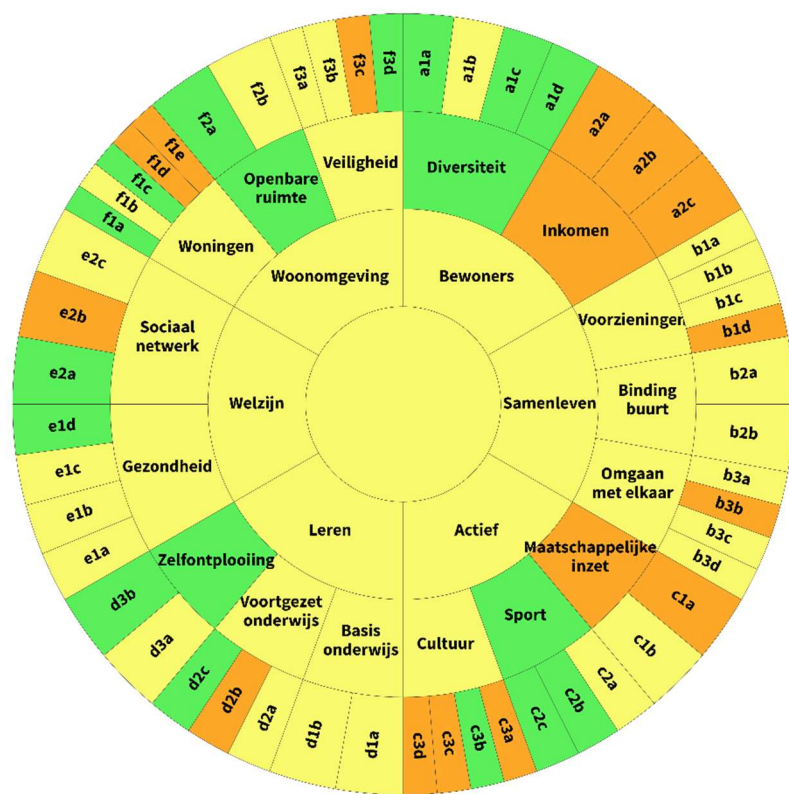 a1a
a1b
a1c
a1d
a2a
a2b
a2c
b1a
b1b
b1c
b1d
b2a
b2b
b3a
b3b
b3c
b3d
c1a
c1b
c2a
c2b
c2c
c3a
c3b
c3c
c3d
d1a
d1b
d2a
d2b
d2c
d3a
d3b
e1a
e1b
e1c
e1d
e2a
e2b
e2c
f1a
f1b
f1c
f1d
f1e
f2a
f2b
f3a
f3b
f3c
f3d
Diversiteit
Inkomen
Voorzieningen
Binding
buurt
Omgaan
met elkaar
Maatschappelijke
inzet
Sport
Cultuur
Basis
onderwijs
Voortgezet
onderwijs
Zelfontplooiing
Gezondheid
Sociaal
netwerk
Woningen
Openbare
ruimte
Veiligheid
Bewoners
Samenleven
Actief
Leren
Welzijn
Woonomgeving